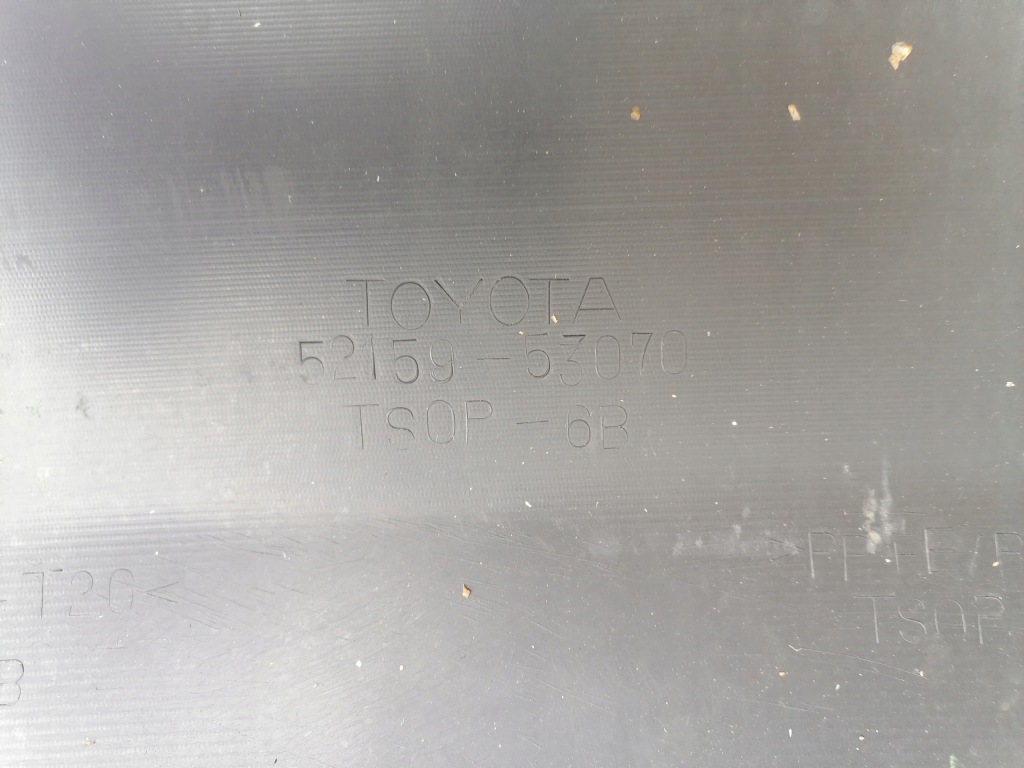 TOYOTA
52159-53070
TSOP-6B
>PP+E/P
-T20<
TSOP
B